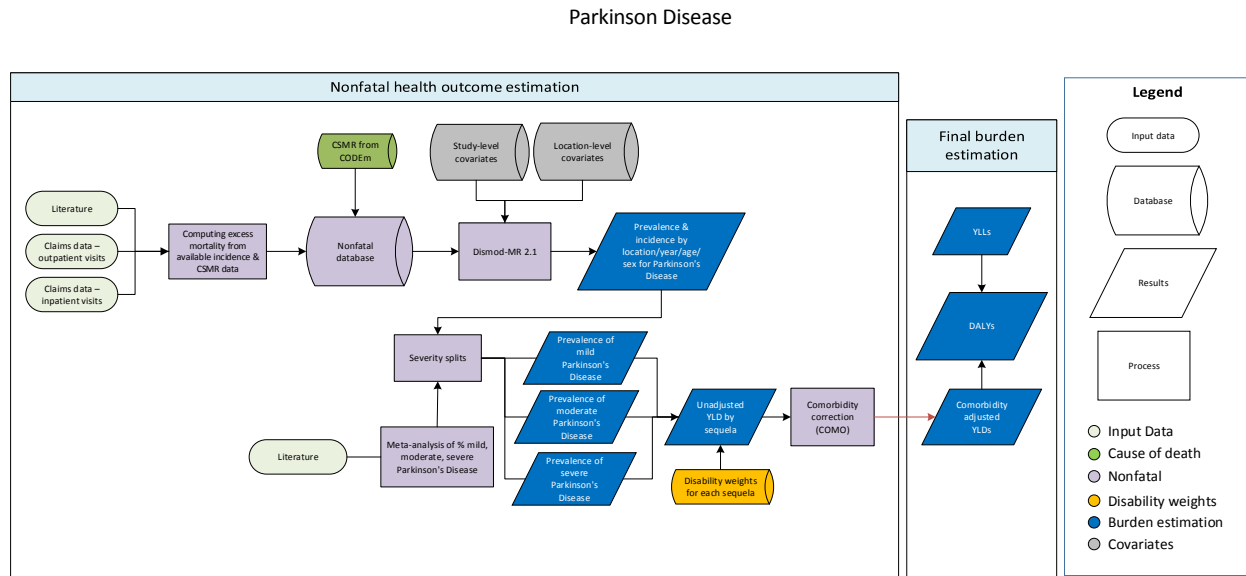 Parkinson Disease
Nonfatal health outcome estimation
CSMR from
CODEm
Study-level
covariates
Location-level
covariates
Literature
Claims data –
outpatient visits
Claims data –
inpatient visits
Computing excess
mortality from
available incidence &
CSMR data
Nonfatal
database
Dismod-MR 2.1
Prevalence &
incidence by
location/year/age/
sex for Parkinson's
Disease
Severity splits
Prevalence of
mild
Parkinson's
Disease
Prevalence of
moderate
Parkinson's
Disease
Prevalence of
severe
Parkinson's
Disease
Literature
Meta-analysis of % mild,
moderate, severe
Parkinson's Disease
Unadjusted
YLD by
sequela
Disability weights
for each sequela
Comorbidity
correction
(COMO)
Final burden
estimation
YLLs
DALYs
Comorbidity
adjusted
YLDs
Legend
Input data
Database
Results
Process
Input Data
Cause of death
Nonfatal
Disability weights
Burden estimation
Covariates